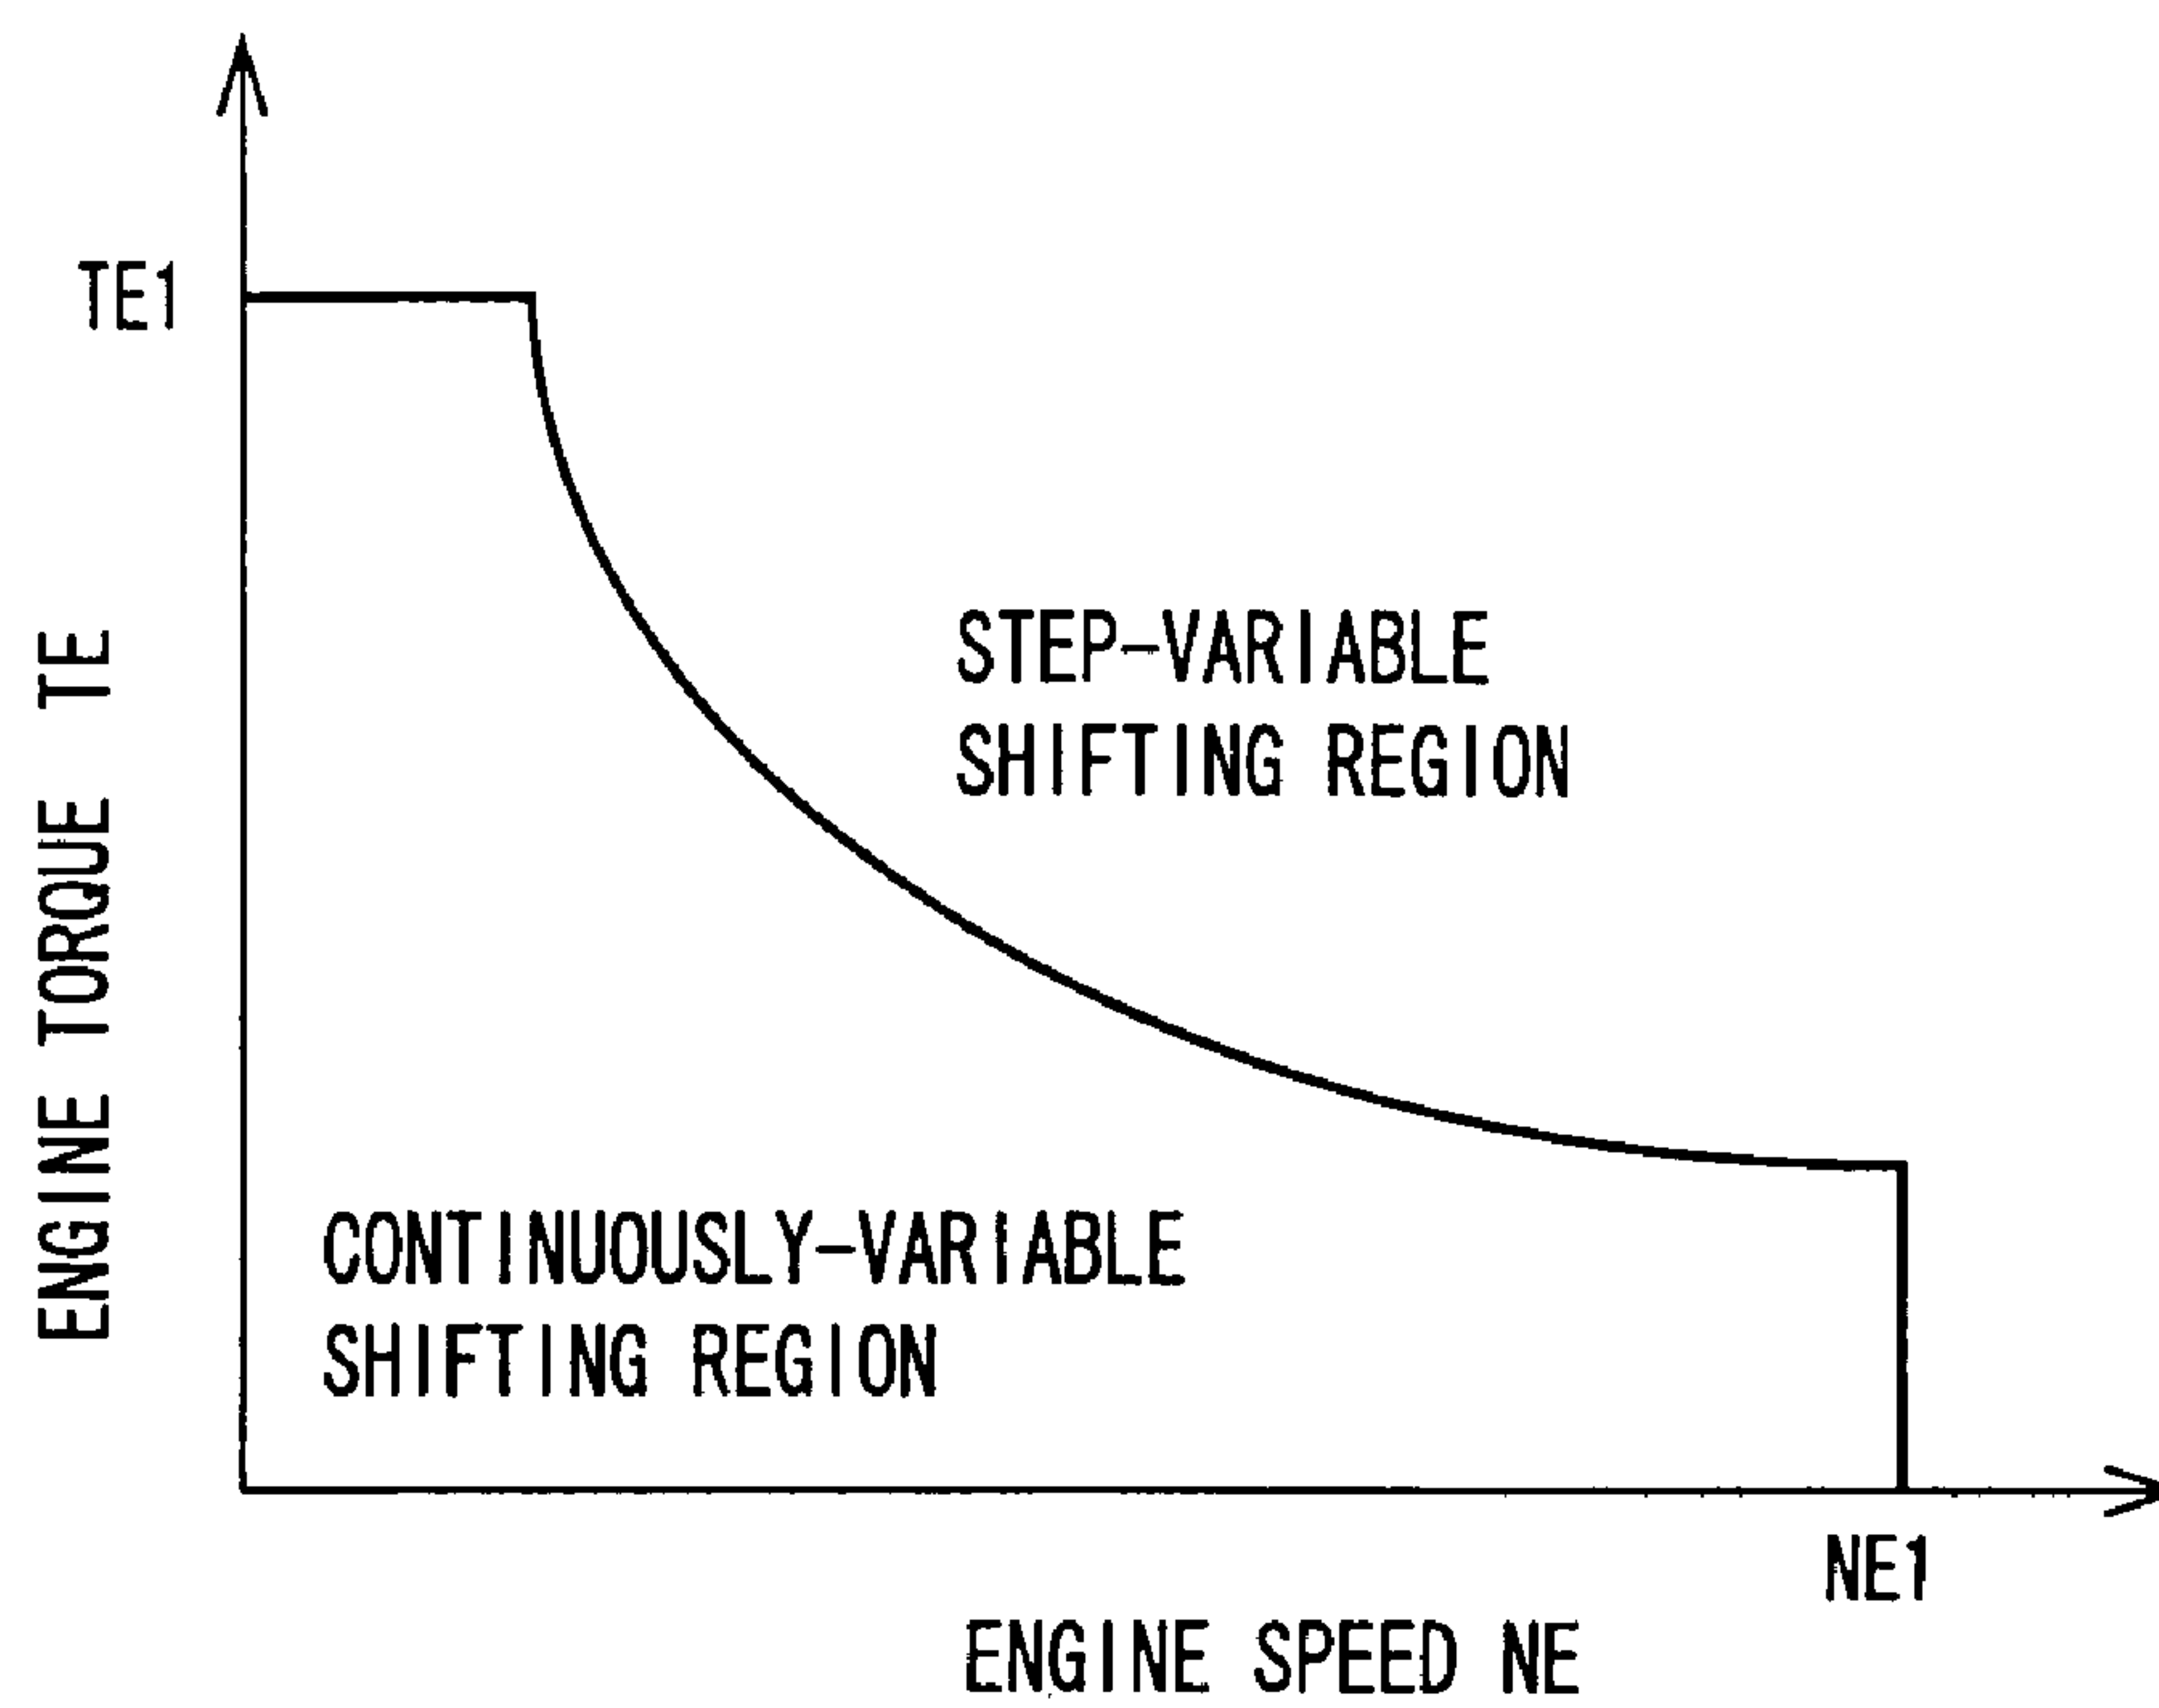 TE1
ENGINE TORQUE TE
STEP-VARIABLE
SHIFTING REGION
CONTINUOUSLY-VARIABLE
SHIFTING REGION
NE1
ENGINE SPEED NE